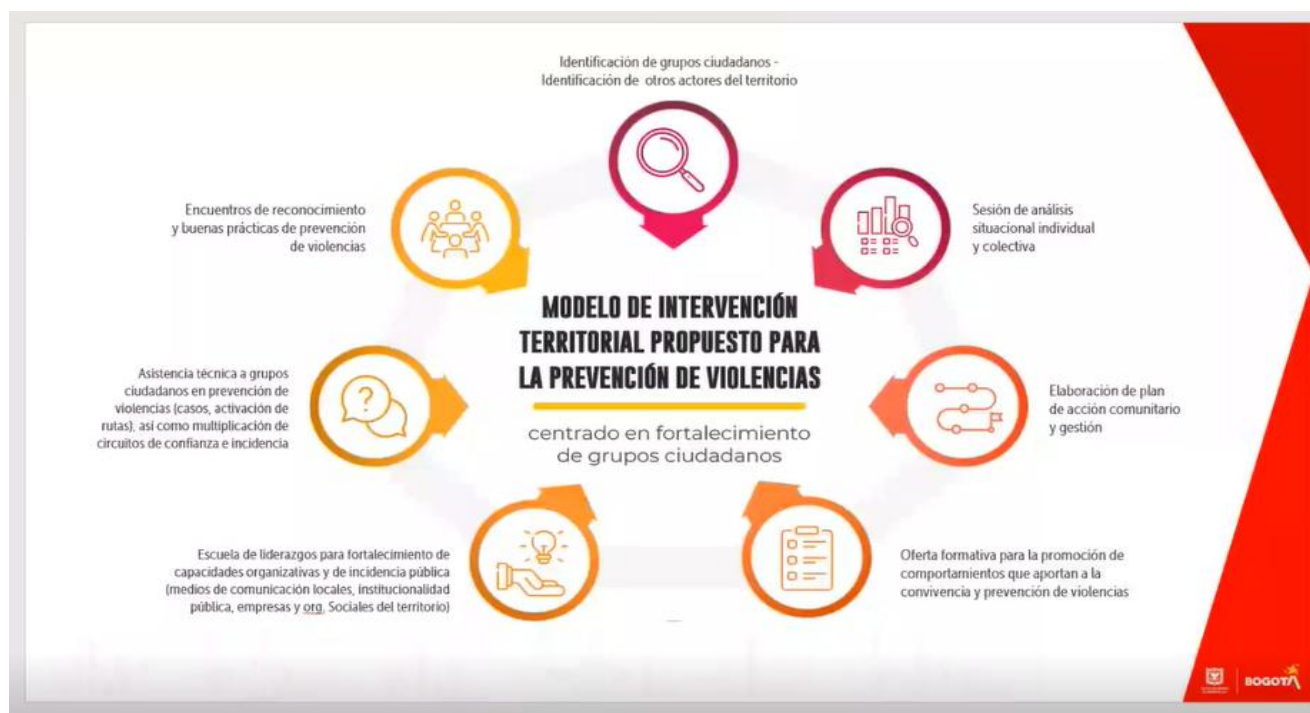 Identificación de grupos ciudadanos -
Identificación de otros actores del territorio
Sesión de análisis
situacional individual
y colectiva
Elaboración de plan
de acción comunitario
y gestión
Oferta formativa para la promoción de
comportamientos que aportan a la
convivencia y prevención de violencias
Escuela de liderazgos para fortalecimiento de
capacidades organizativas y de incidencia pública
(medios de comunicación locales, institucionalidad
pública, empresas y org. Sociales del territorio)
Asistencia técnica a grupos
ciudadanos en prevención de
violencias (casos, activación de
rutas), así como multiplicación de
circuitos de confianza e incidencia
Encuentros de reconocimiento
y buenas prácticas de prevención
de violencias
MODELO DE INTERVENCIÓN
TERRITORIAL PROPUESTO PARA
LA PREVENCIÓN DE VIOLENCIAS
centrado en fortalecimiento
de grupos ciudadanos
?
BOGOTÁ